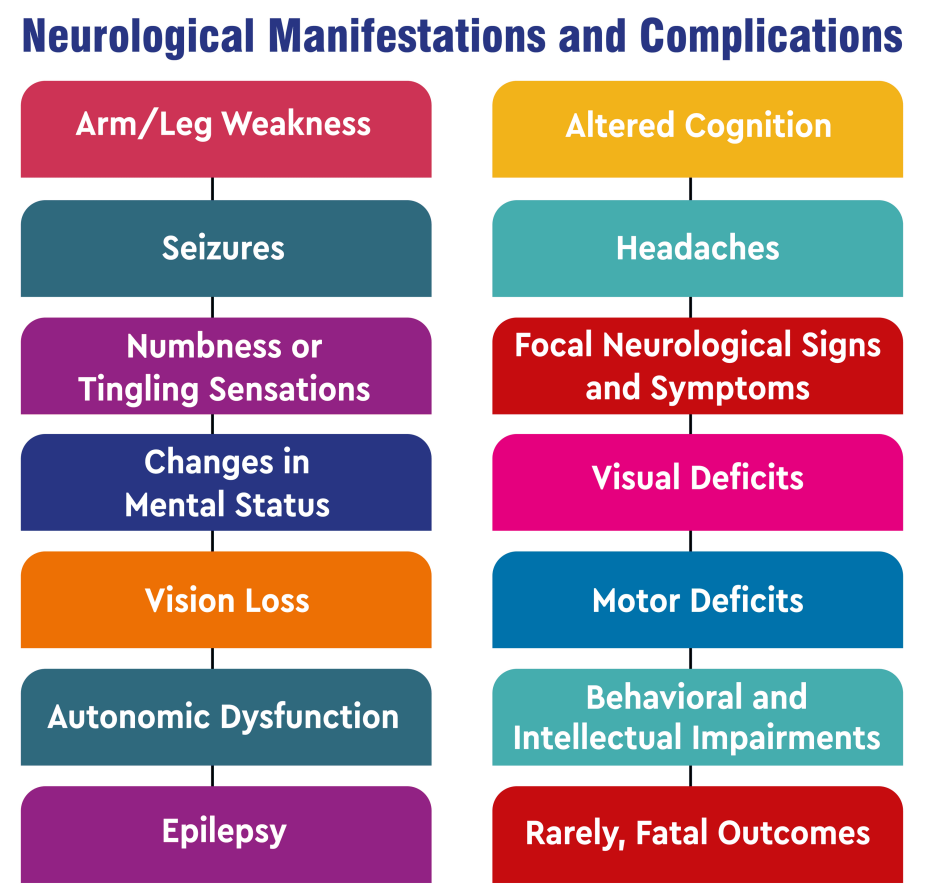 Neurological Manifestations and Complications
Arm/Leg Weakness
Seizures
Numbness or
Tingling Sensations
Changes in
Mental Status
Vision Loss
Autonomic Dysfunction
Epilepsy
Altered Cognition
Headaches
Focal Neurological Signs
and Symptoms
Visual Deficits
Motor Deficits
Behavioral and
Intellectual Impairments
Rarely, Fatal Outcomes